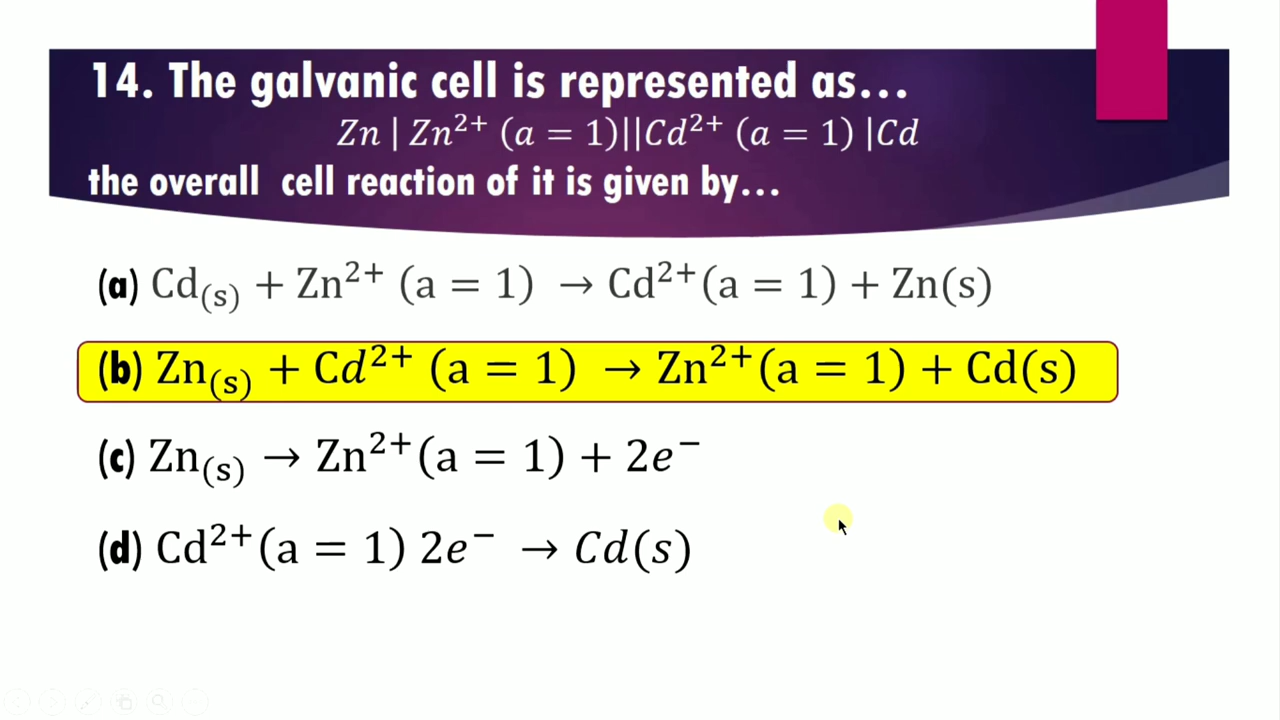 14. The galvanic cell is represented as…
Zn | Zn²⁺ (a = 1)||Cd²⁺ (a = 1) |Cd
the overall cell reaction of it is given by…
(a) Cd₍ₛ₎ + Zn²⁺ (a = 1) → Cd²⁺(a = 1) + Zn(s)
(b) Zn₍ₛ₎ + Cd²⁺ (a = 1) → Zn²⁺(a = 1) + Cd(s)
(c) Zn₍ₛ₎ → Zn²⁺(a = 1) + 2e⁻
(d) Cd²⁺(a = 1) 2e⁻ → Cd(s)